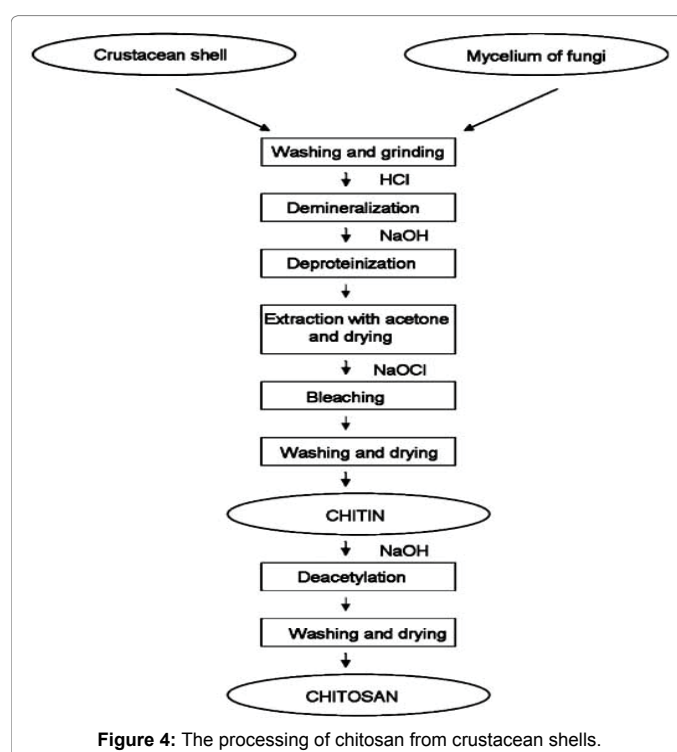 Crustacean shell
Mycelium of fungi
Washing and grinding
HCl
Demineralization
NaOH
Deproteinization
Extraction with acetone
and drying
NaOCl
Bleaching
Washing and drying
CHITIN
NaOH
Deacetylation
Washing and drying
CHITOSAN
Figure 4: The processing of chitosan from crustacean shells.